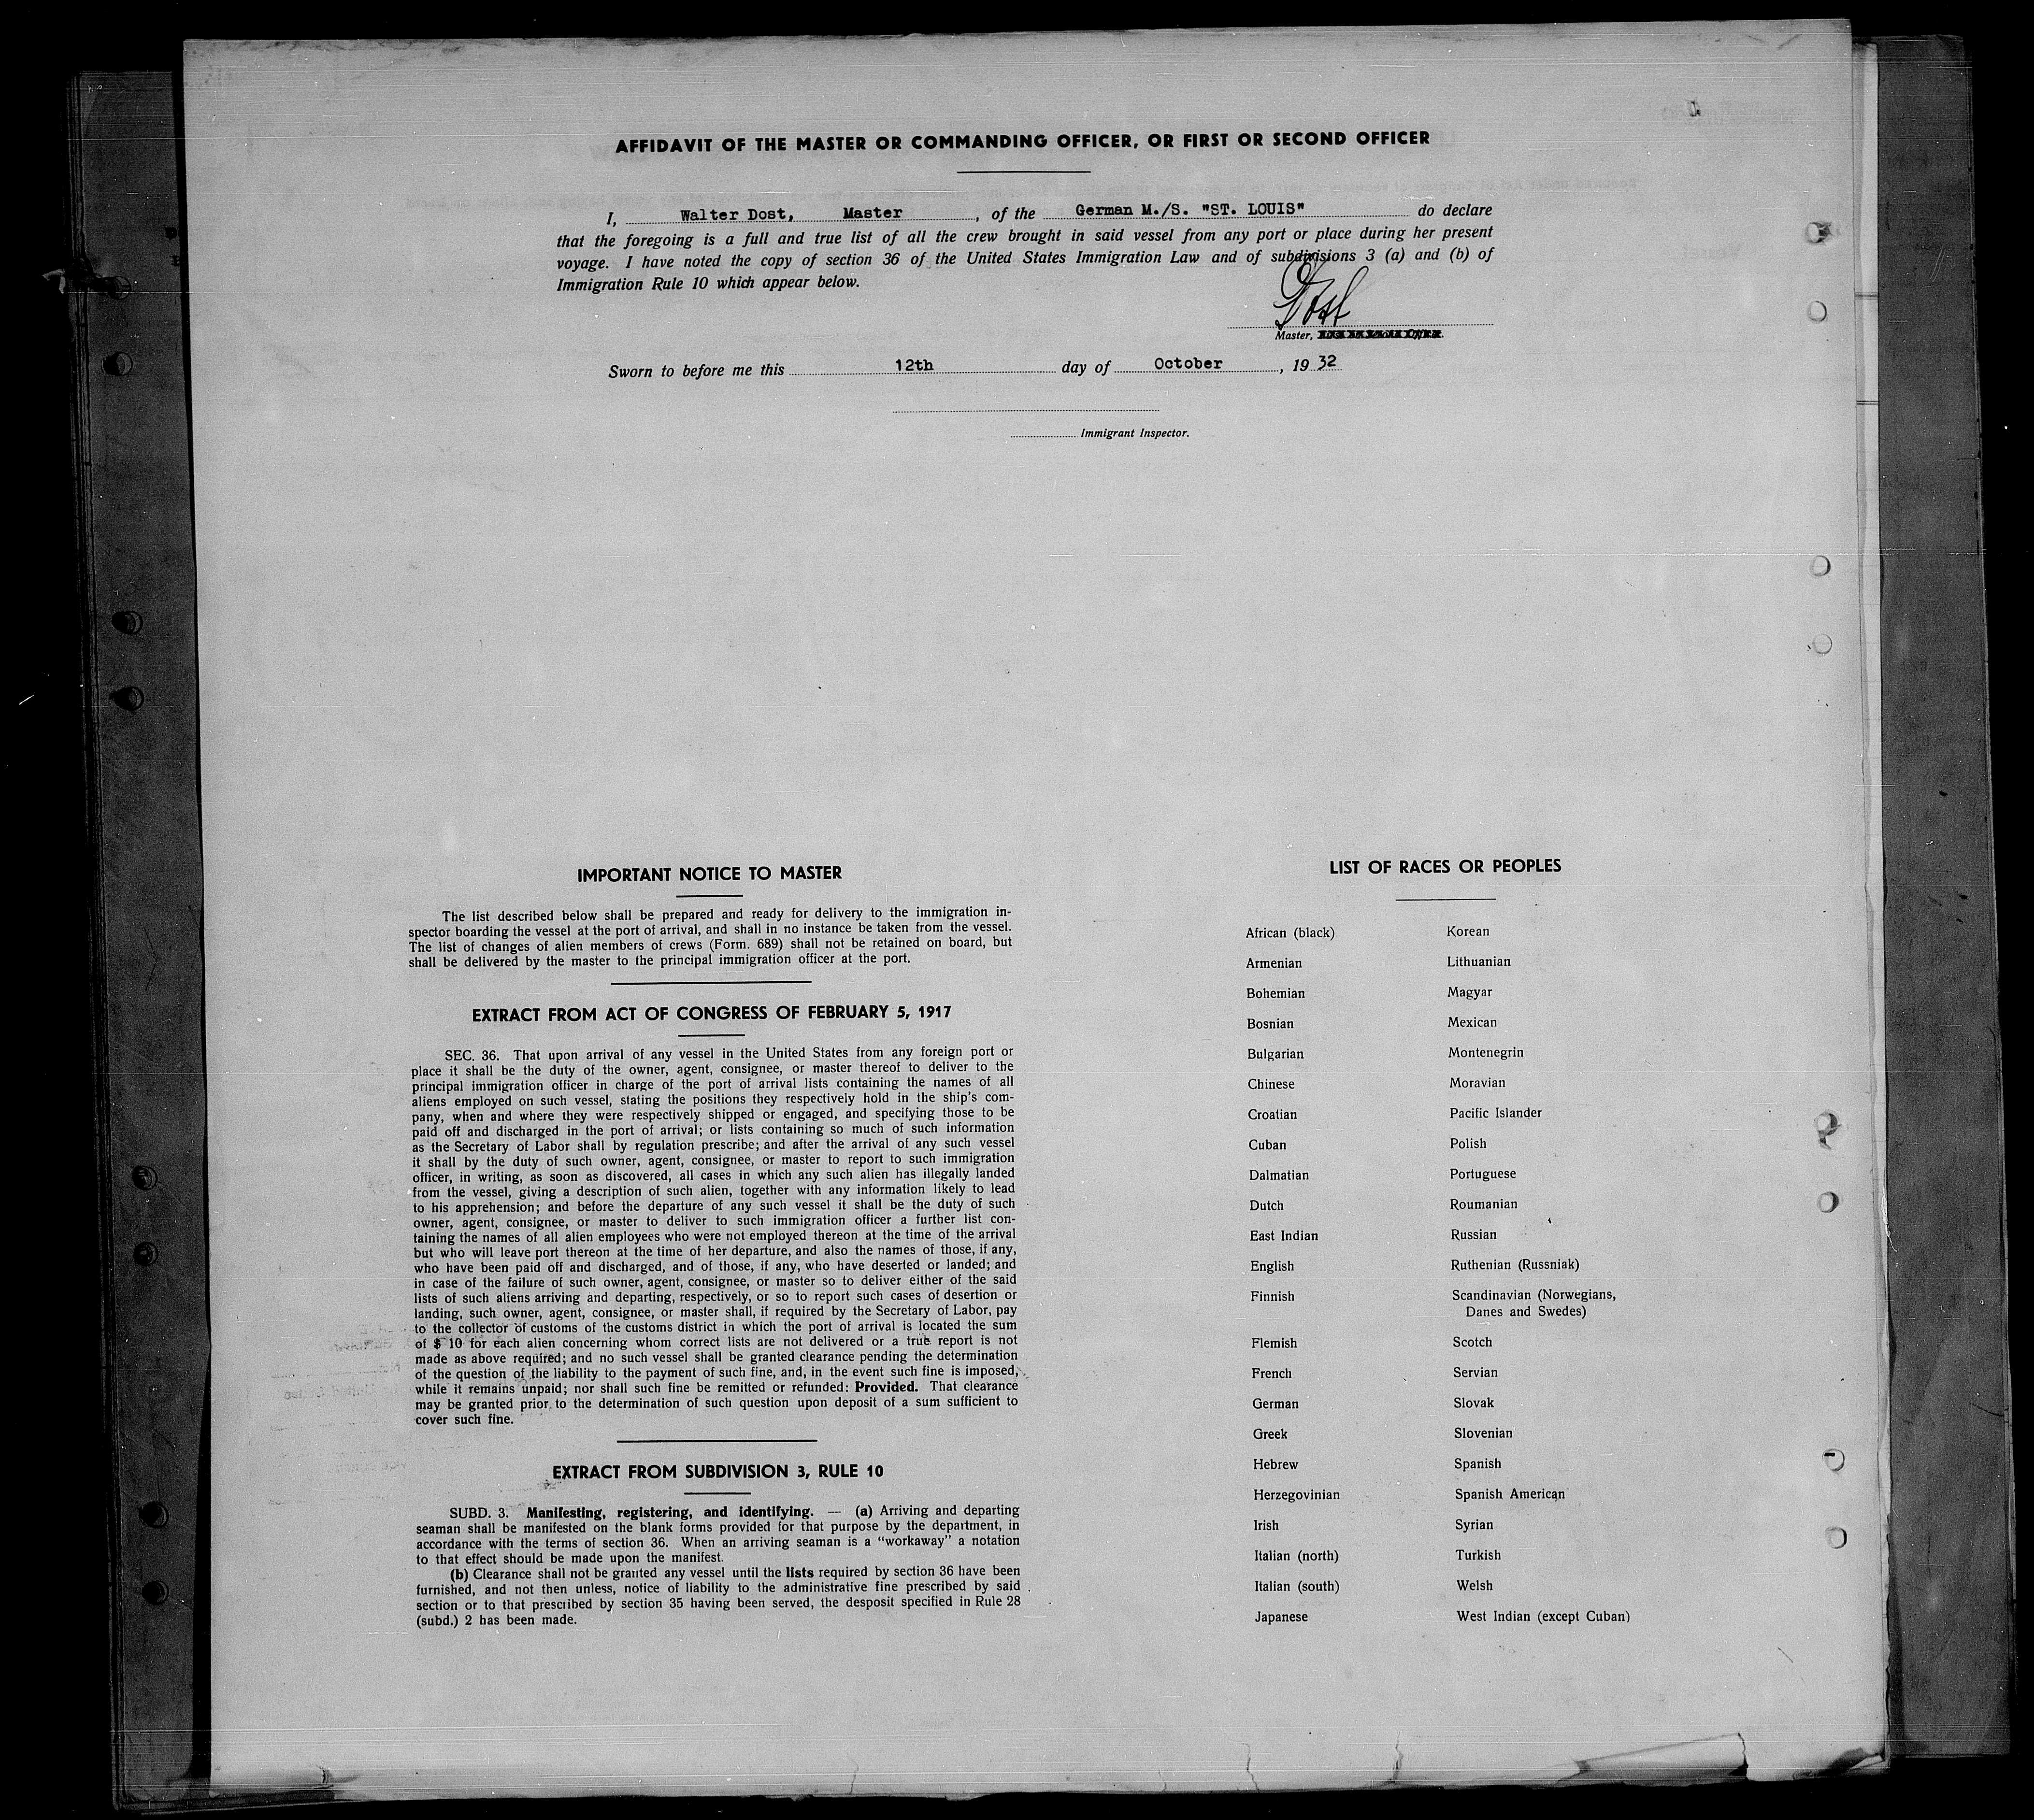 AFFIDAVIT OF THE MASTER OR COMMANDING OFFICER, OR FIRST OR SECOND OFFICER
I, Walter Dost, Master, of the German M./S. "ST. LOUIS" do declare
that the foregoing is a full and true list of all the crew brought in said vessel from any port or place during her present
voyage. I have noted the copy of section 36 of the United States Immigration Law and of subdivisions 3 (a) and (b) of
Immigration Rule 10 which appear below.
Dost
Master,
Sworn to before me this 12th day of October, 19 32
Immigrant Inspector.
IMPORTANT NOTICE TO MASTER
The list described below shall be prepared and ready for delivery to the immigration in-
spector boarding the vessel at the port of arrival, and shall in no instance be taken from the vessel.
The list of changes of alien members of crews (Form. 689) shall not be retained on board, but
shall be delivered by the master to the principal immigration officer at the port.
EXTRACT FROM ACT OF CONGRESS OF FEBRUARY 5, 1917
SEC. 36. That upon arrival of any vessel in the United States from any foreign port or
place it shall be the duty of the owner, agent, consignee, or master thereof to deliver to the
principal immigration officer in charge of the port of arrival lists containing the names of all
aliens employed on such vessel, stating the positions they respectively hold in the ship's com-
pany, when and where they were respectively shipped or engaged, and specifying those to be
paid off and discharged in the port of arrival; or lists containing so much of such information
as the Secretary of Labor shall by regulation prescribe; and after the arrival of any such vessel
it shall by the duty of such owner, agent, consignee, or master to report to such immigration
officer, in writing, as soon as discovered, all cases in which any such alien has illegally landed
from the vessel, giving a description of such alien, together with any information likely to lead
to his apprehension; and before the departure of any such vessel it shall be the duty of such
owner, agent, consignee, or master to deliver to such immigration officer a further list con-
taining the names of all alien employees who were not employed thereon at the time of the arrival
but who will leave port thereon at the time of her departure, and also the names of those, if any,
who have been paid off and discharged, and of those, if any, who have deserted or landed; and
in case of the failure of such owner, agent, consignee, or master so to deliver either of the said
lists of such aliens arriving and departing, respectively, or so to report such cases of desertion or
landing, such owner, agent, consignee, or master shall, if required by the Secretary of Labor, pay
to the collector of customs of the customs district in which the port of arrival is located the sum
of $ 10 for each alien concerning whom correct lists are not delivered or a true report is not
made as above required; and no such vessel shall be granted clearance pending the determination
of the question of the liability to the payment of such fine, and, in the event such fine is imposed,
while it remains unpaid; nor shall such fine be remitted or refunded: Provided. That clearance
may be granted prior to the determination of such question upon deposit of a sum sufficient to
cover such fine.
EXTRACT FROM SUBDIVISION 3, RULE 10
SUBD. 3. Manifesting, registering, and identifying. — (a) Arriving and departing
seaman shall be manifested on the blank forms provided for that purpose by the department, in
accordance with the terms of section 36. When an arriving seaman is a "workaway" a notation
to that effect should be made upon the manifest.
(b) Clearance shall not be granted any vessel until the lists required by section 36 have been
furnished, and not then unless, notice of liability to the administrative fine prescribed by said
section or to that prescribed by section 35 having been served, the desposit specified in Rule 28
(subd.) 2 has been made.
LIST OF RACES OR PEOPLES
African (black) Korean
Armenian Lithuanian
Bohemian Magyar
Bosnian Mexican
Bulgarian Montenegrin
Chinese Moravian
Croatian Pacific Islander
Cuban Polish
Dalmatian Portuguese
Dutch Roumanian
East Indian Russian
English Ruthenian (Russniak)
Finnish Scandinavian (Norwegians,
Danes and Swedes)
Flemish Scotch
French Servian
German Slovak
Greek Slovenian
Hebrew Spanish
Herzegovinian Spanish American
Irish Syrian
Italian (north) Turkish
Italian (south) Welsh
Japanese West Indian (except Cuban)